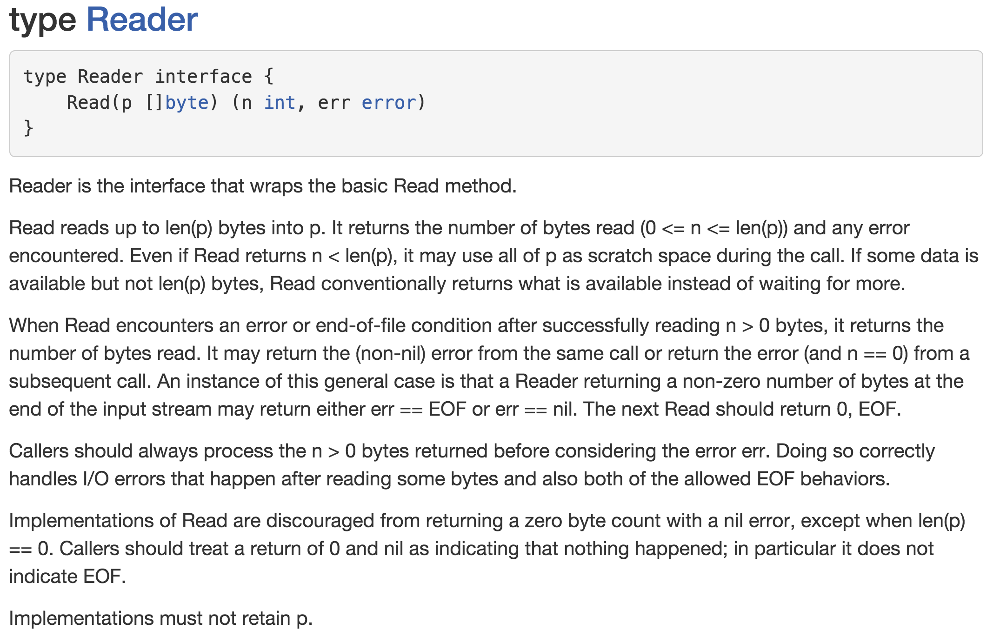 type Reader
type Reader interface {
    Read(p []byte) (n int, err error)
}
Reader is the interface that wraps the basic Read method.
Read reads up to len(p) bytes into p. It returns the number of bytes read (0 <= n <= len(p)) and any error
encountered. Even if Read returns n < len(p), it may use all of p as scratch space during the call. If some data is
available but not len(p) bytes, Read conventionally returns what is available instead of waiting for more.
When Read encounters an error or end-of-file condition after successfully reading n > 0 bytes, it returns the
number of bytes read. It may return the (non-nil) error from the same call or return the error (and n == 0) from a
subsequent call. An instance of this general case is that a Reader returning a non-zero number of bytes at the
end of the input stream may return either err == EOF or err == nil. The next Read should return 0, EOF.
Callers should always process the n > 0 bytes returned before considering the error err. Doing so correctly
handles I/O errors that happen after reading some bytes and also both of the allowed EOF behaviors.
Implementations of Read are discouraged from returning a zero byte count with a nil error, except when len(p)
== 0. Callers should treat a return of 0 and nil as indicating that nothing happened; in particular it does not
indicate EOF.
Implementations must not retain p.